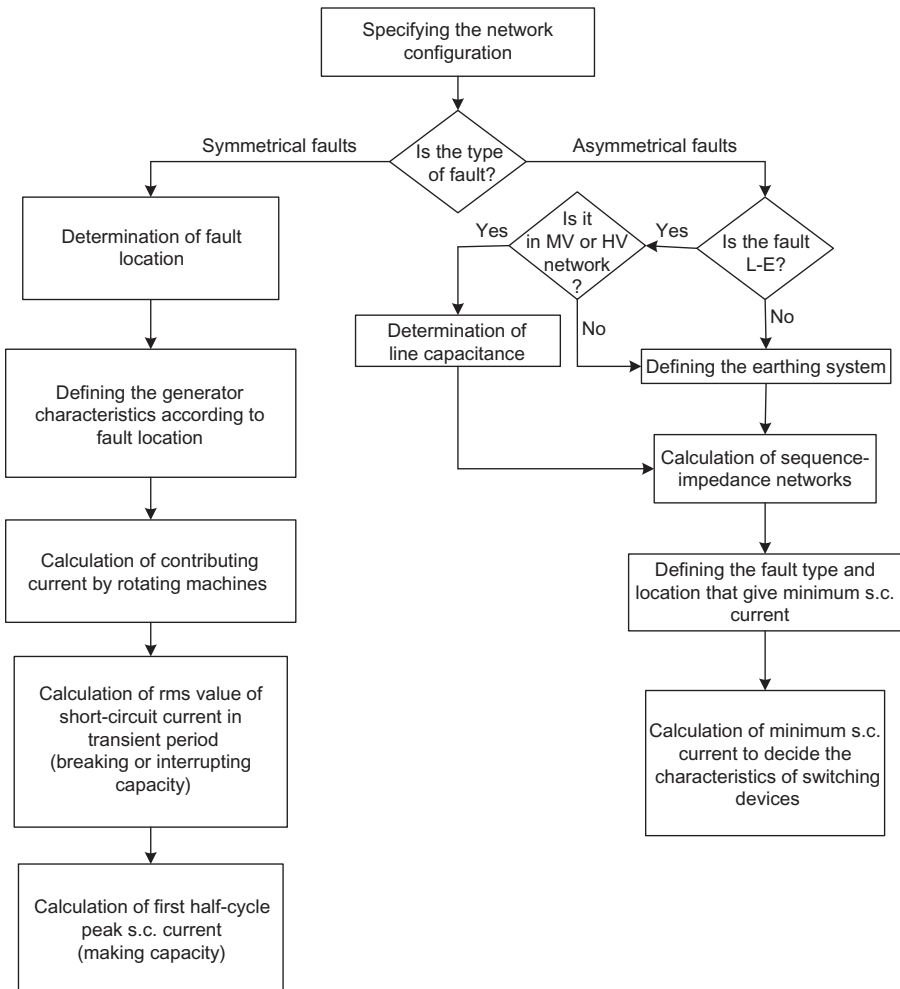 Specifying the network
configuration
Symmetrical faults
Is the type
of fault?
Asymmetrical faults
Determination of fault
location
Yes
Is it
in MV or HV
network
?
Yes
Is the fault
L-E?
No
No
Determination of
line capacitance
Defining the earthing system
Defining the generator
characteristics according to
fault location
Calculation of sequence-
impedance networks
Calculation of contributing
current by rotating machines
Defining the fault type and
location that give minimum s.c.
current
Calculation of rms value of
short-circuit current in
transient period
(breaking or interrupting
capacity)
Calculation of minimum s.c.
current to decide the
characteristics of switching
devices
Calculation of first half-cycle
peak s.c. current
(making capacity)